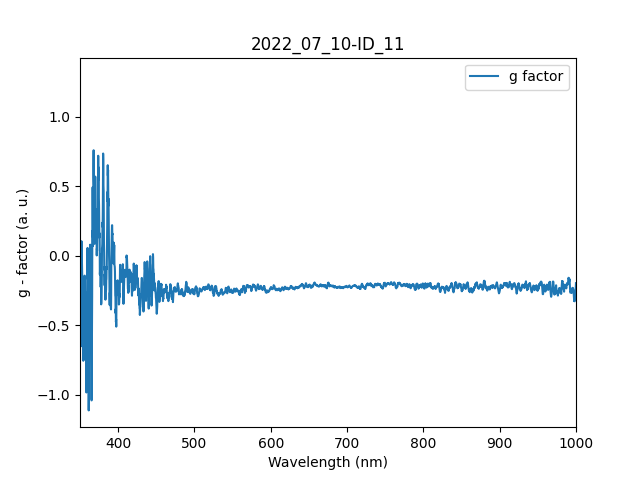 2022_07_10-ID_11
g factor
g - factor (a. u.)
1.0
0.5
0.0
−0.5
−1.0
400 500 600 700 800 900 1000
Wavelength (nm)